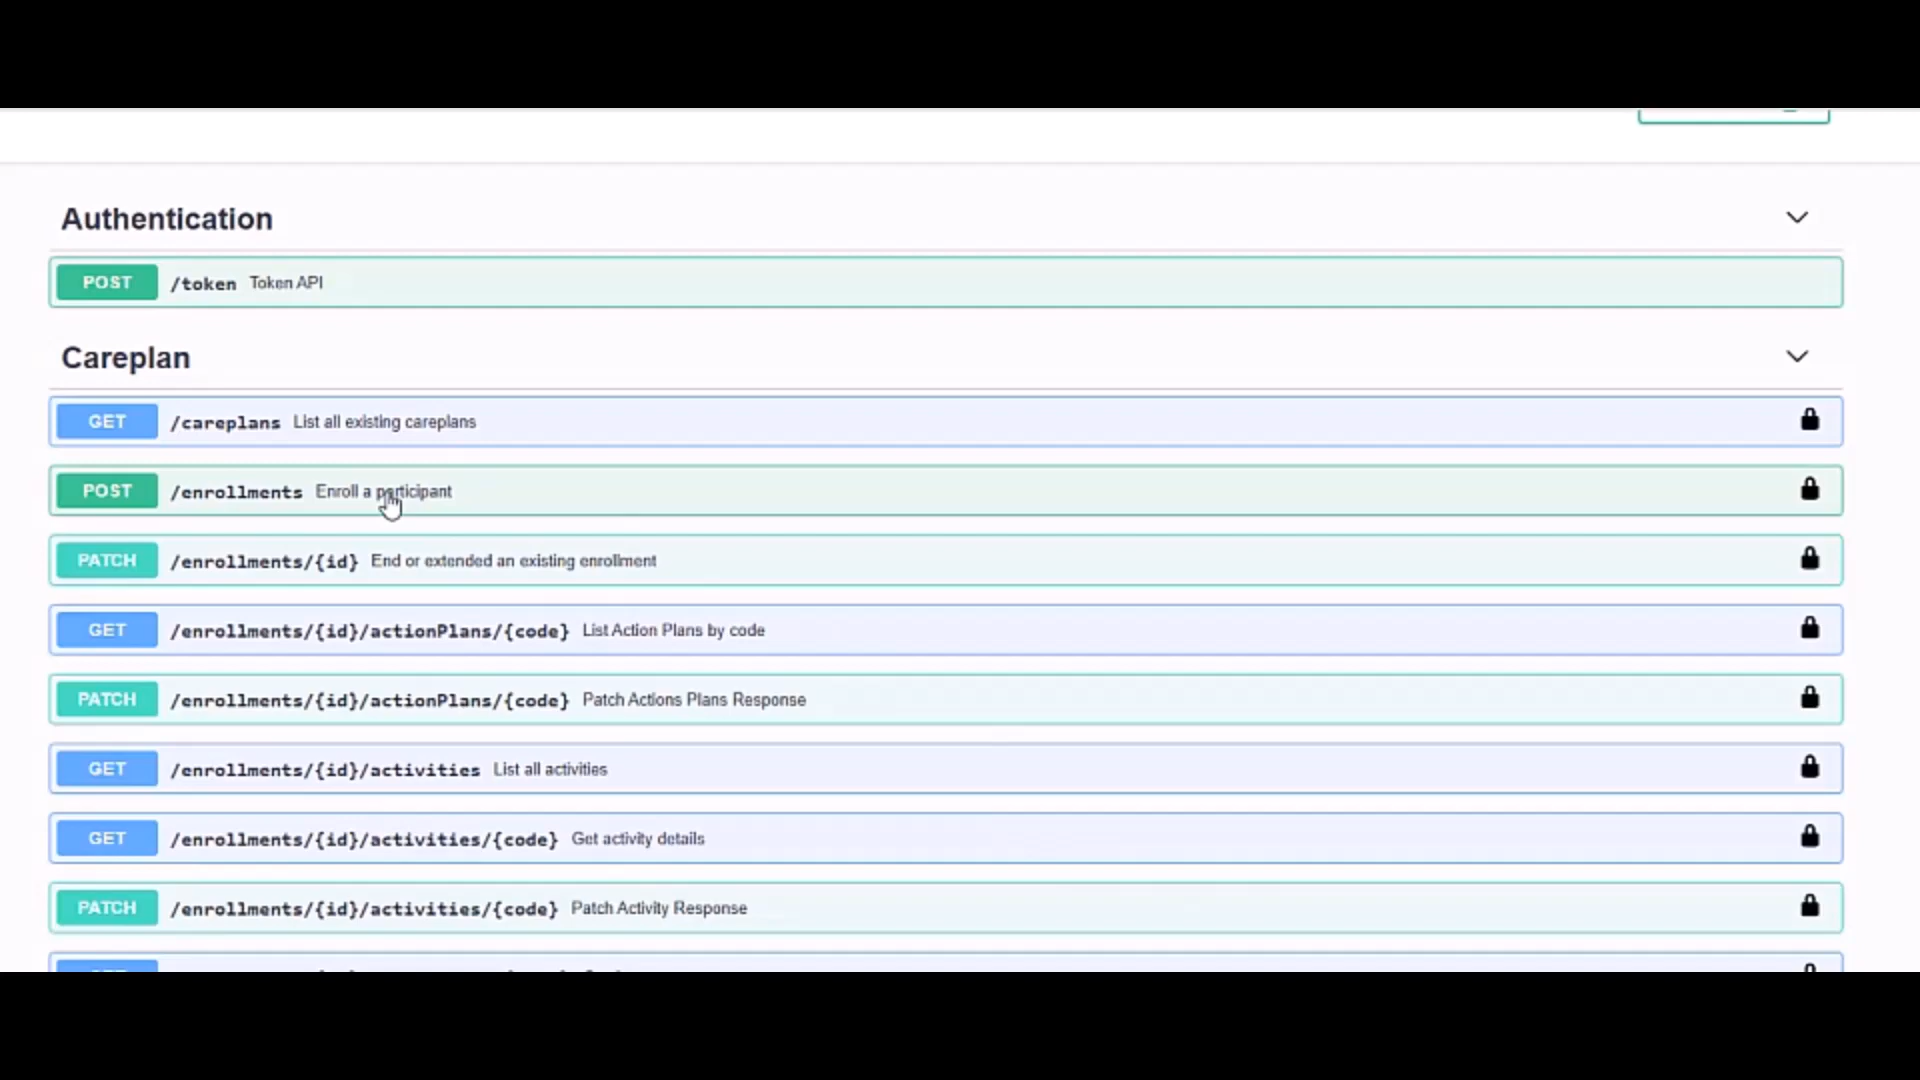 Authentication
POST /token Token API
Careplan
GET /careplans List all existing careplans
POST /enrollments Enroll a participant
PATCH /enrollments/{id} End or extended an existing enrollment
GET /enrollments/{id}/actionPlans/{code} List Action Plans by code
PATCH /enrollments/{id}/actionPlans/{code} Patch Actions Plans Response
GET /enrollments/{id}/activities List all activities
GET /enrollments/{id}/activities/{code} Get activity details
PATCH /enrollments/{id}/activities/{code} Patch Activity Response